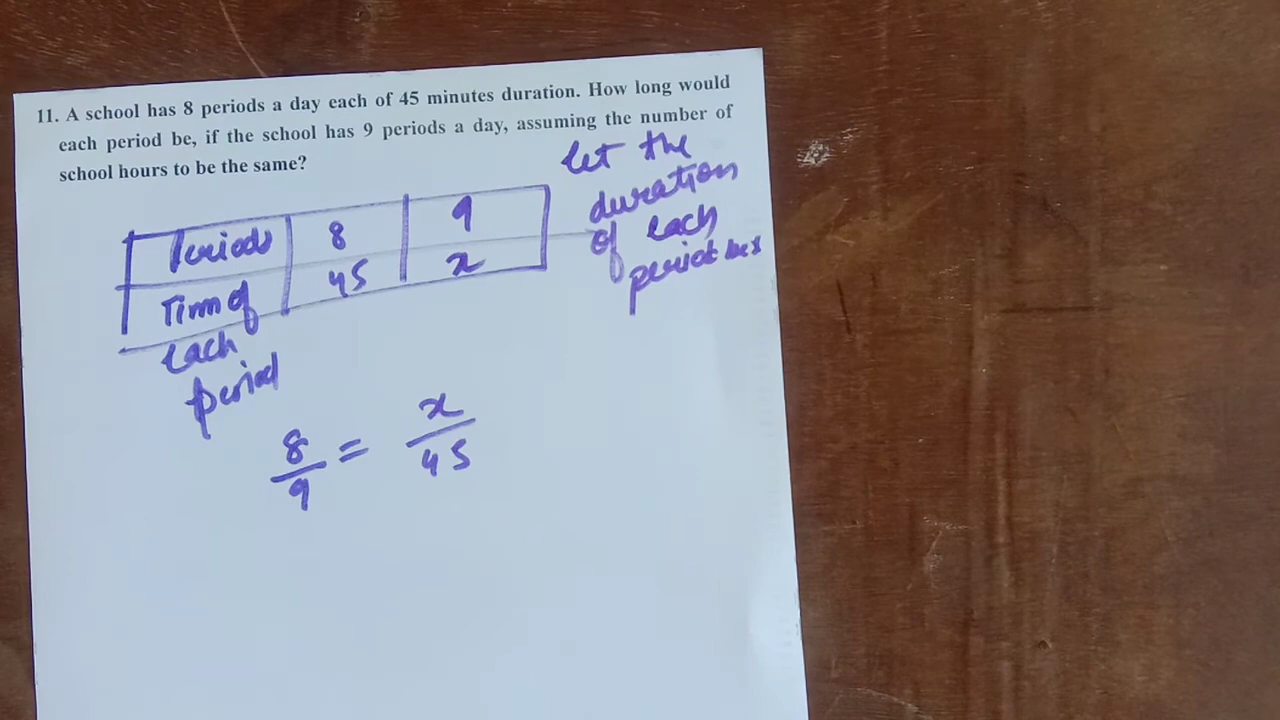 11. A school has 8 periods a day each of 45 minutes duration. How long would
each period be, if the school has 9 periods a day, assuming the number of
school hours to be the same?
let the
duration
of each
period be x
Periods 8 9
Time of 45 x
each
period
8/9 = x/45